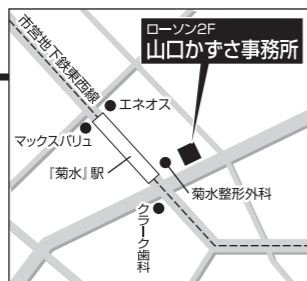 ローソン2F
山口かずさ事務所
市営地下鉄東西線
エネオス
マックスバリュ
『菊水』駅
菊水整形外科
クラーク歯科